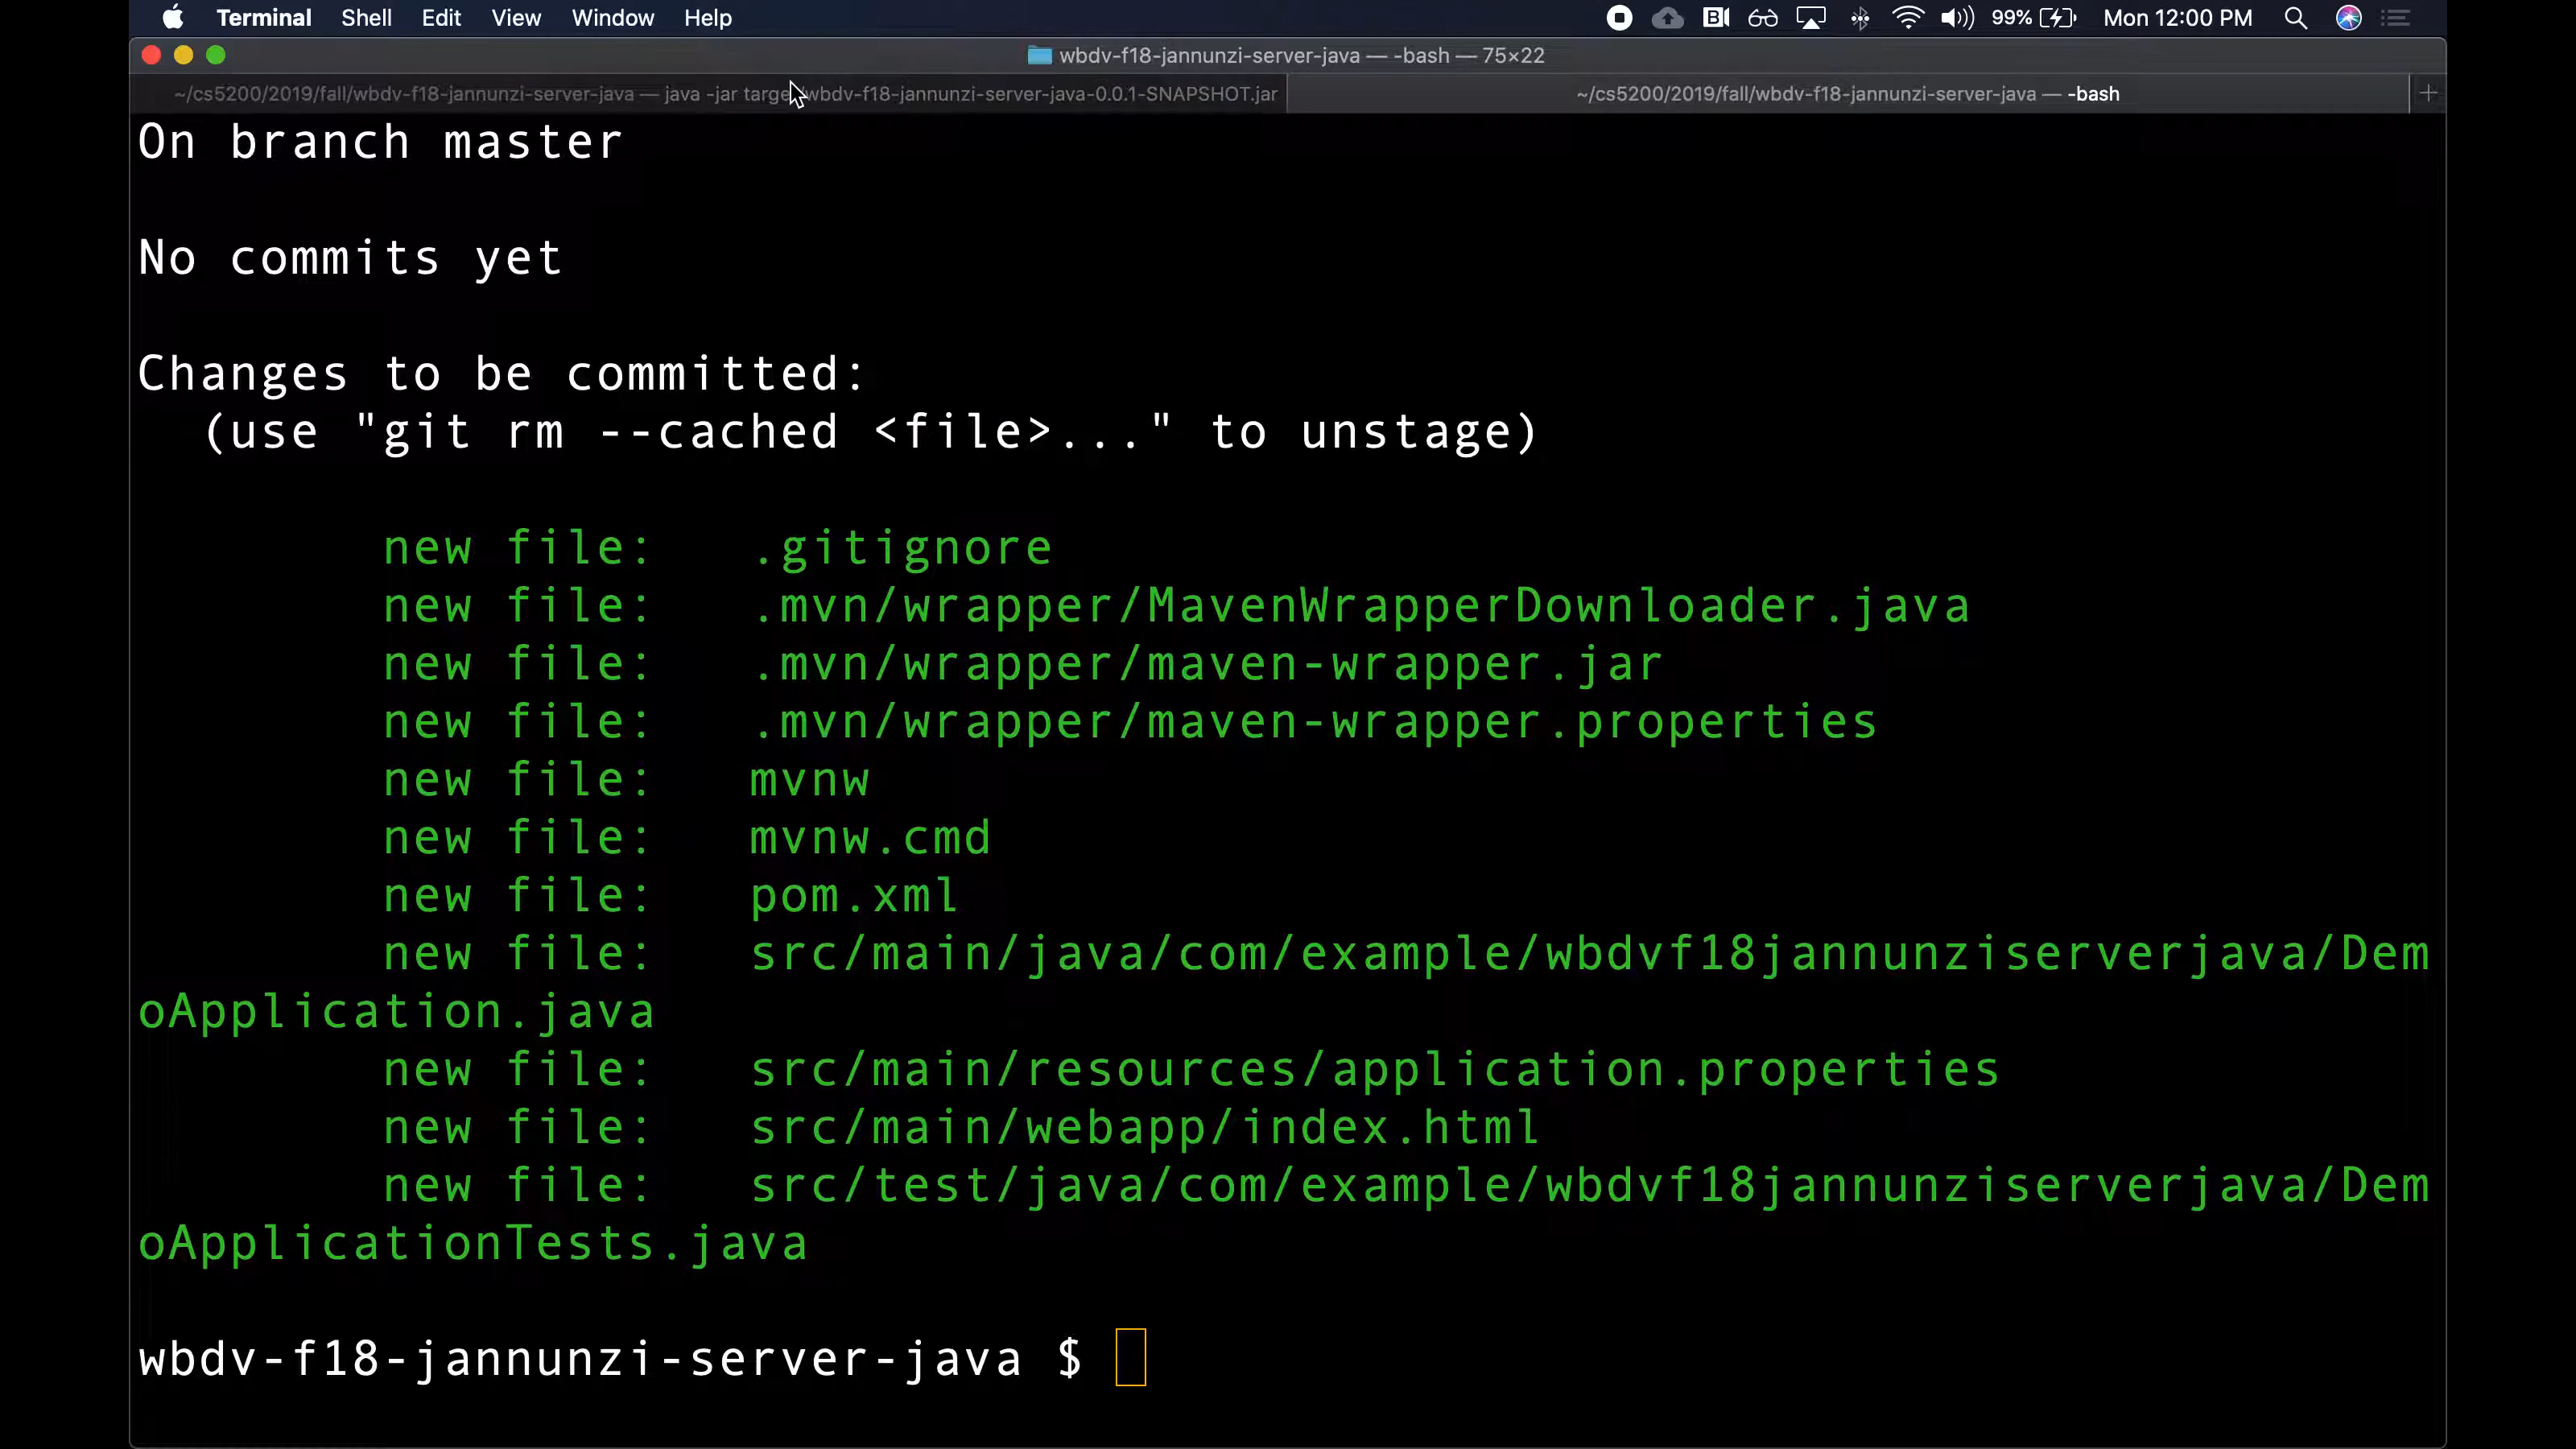 Terminal Shell Edit View Window Help 99% Mon 12:00 PM
wbdv-f18-jannunzi-server-java — -bash — 75×22
~/cs5200/2019/fall/wbdv-f18-jannunzi-server-java — java -jar target/wbdv-f18-jannunzi-server-java-0.0.1-SNAPSHOT.jar ~/cs5200/2019/fall/wbdv-f18-jannunzi-server-java — -bash
On branch master
No commits yet
Changes to be committed:
(use "git rm --cached <file>..." to unstage)
new file: .gitignore
new file: .mvn/wrapper/MavenWrapperDownloader.java
new file: .mvn/wrapper/maven-wrapper.jar
new file: .mvn/wrapper/maven-wrapper.properties
new file: mvnw
new file: mvnw.cmd
new file: pom.xml
new file: src/main/java/com/example/wbdvf18jannunziserverjava/Dem
oApplication.java
new file: src/main/resources/application.properties
new file: src/main/webapp/index.html
new file: src/test/java/com/example/wbdvf18jannunziserverjava/Dem
oApplicationTests.java
wbdv-f18-jannunzi-server-java $